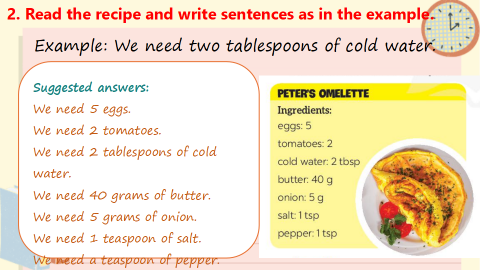 2. Read the recipe and write sentences as in the example.
Example: We need two tablespoons of cold water.
Suggested answers:
We need 5 eggs.
We need 2 tomatoes.
We need 2 tablespoons of cold
water.
We need 40 grams of butter.
We need 5 grams of onion.
We need 1 teaspoon of salt.
We need a teaspoon of pepper.
PETER'S OMELETTE
Ingredients:
eggs: 5
tomatoes: 2
cold water: 2 tbsp
butter: 40 g
onion: 5 g
salt: 1 tsp
pepper: 1 tsp